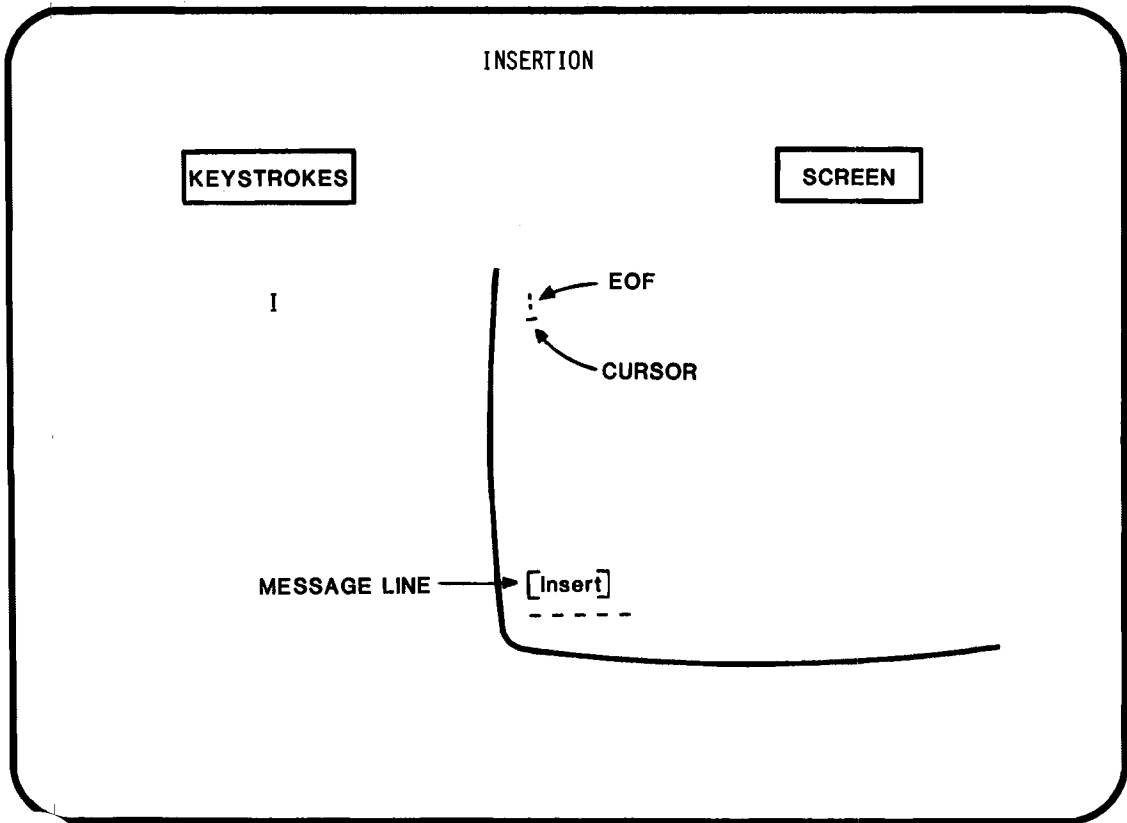 INSERTION
KEYSTROKES
SCREEN
I
EOF
CURSOR
MESSAGE LINE
[Insert]
- - - - -